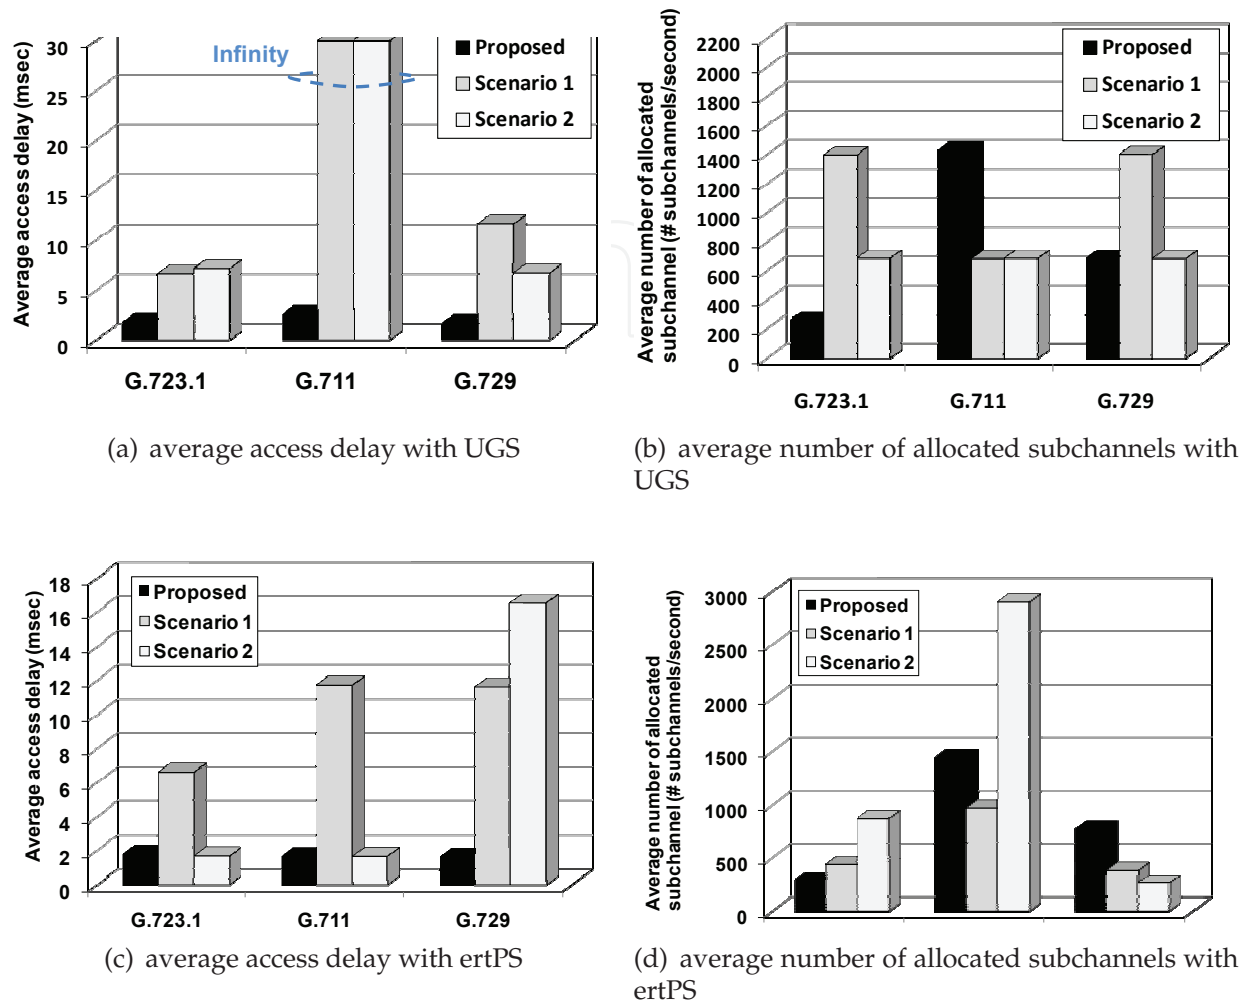 Average access delay (msec)
30
25
20
15
10
5
0
Infinity
Proposed
Scenario 1
Scenario 2
G.723.1
G.711
G.729
(a) average access delay with UGS
Average number of allocated
subchannel (# subchannels/second)
2200
2000
1800
1600
1400
1200
1000
800
600
400
200
0
Proposed
Scenario 1
Scenario 2
G.723.1
G.711
G.729
(b) average number of allocated subchannels with
UGS
Average access delay (msec)
18
16
14
12
10
8
6
4
2
0
Proposed
Scenario 1
Scenario 2
G.723.1
G.711
G.729
(c) average access delay with ertPS
Average number of allocated
subchannel (# subchannels/second)
3000
2500
2000
1500
1000
500
0
Proposed
Scenario 1
Scenario 2
(d) average number of allocated subchannels with
ertPS